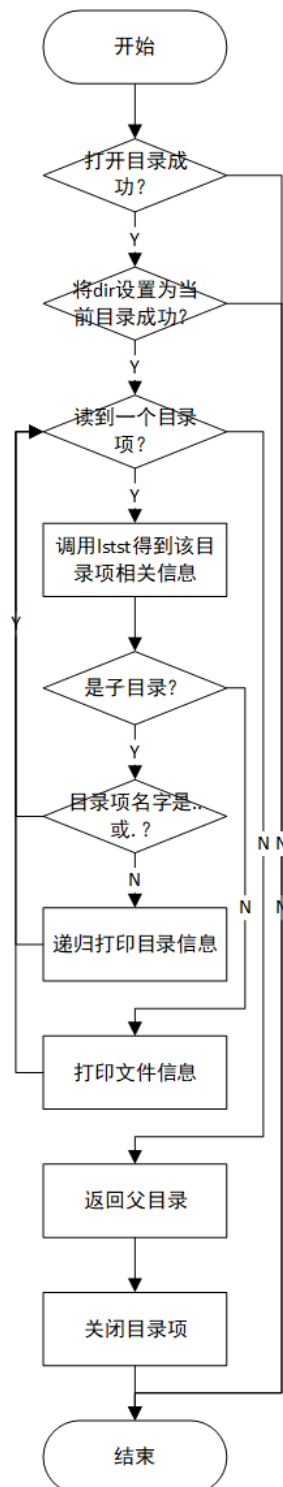 开始
打开目录成
功?
Y
将dir设置为当
前目录成功?
Y
读到一个目录
项?
Y
调用lstst得到该目
录项相关信息
Y
是子目录?
Y
目录项名字是..
或. ?
N
N
N
N
N
递归打印目录信息
打印文件信息
返回父目录
关闭目录项
结束